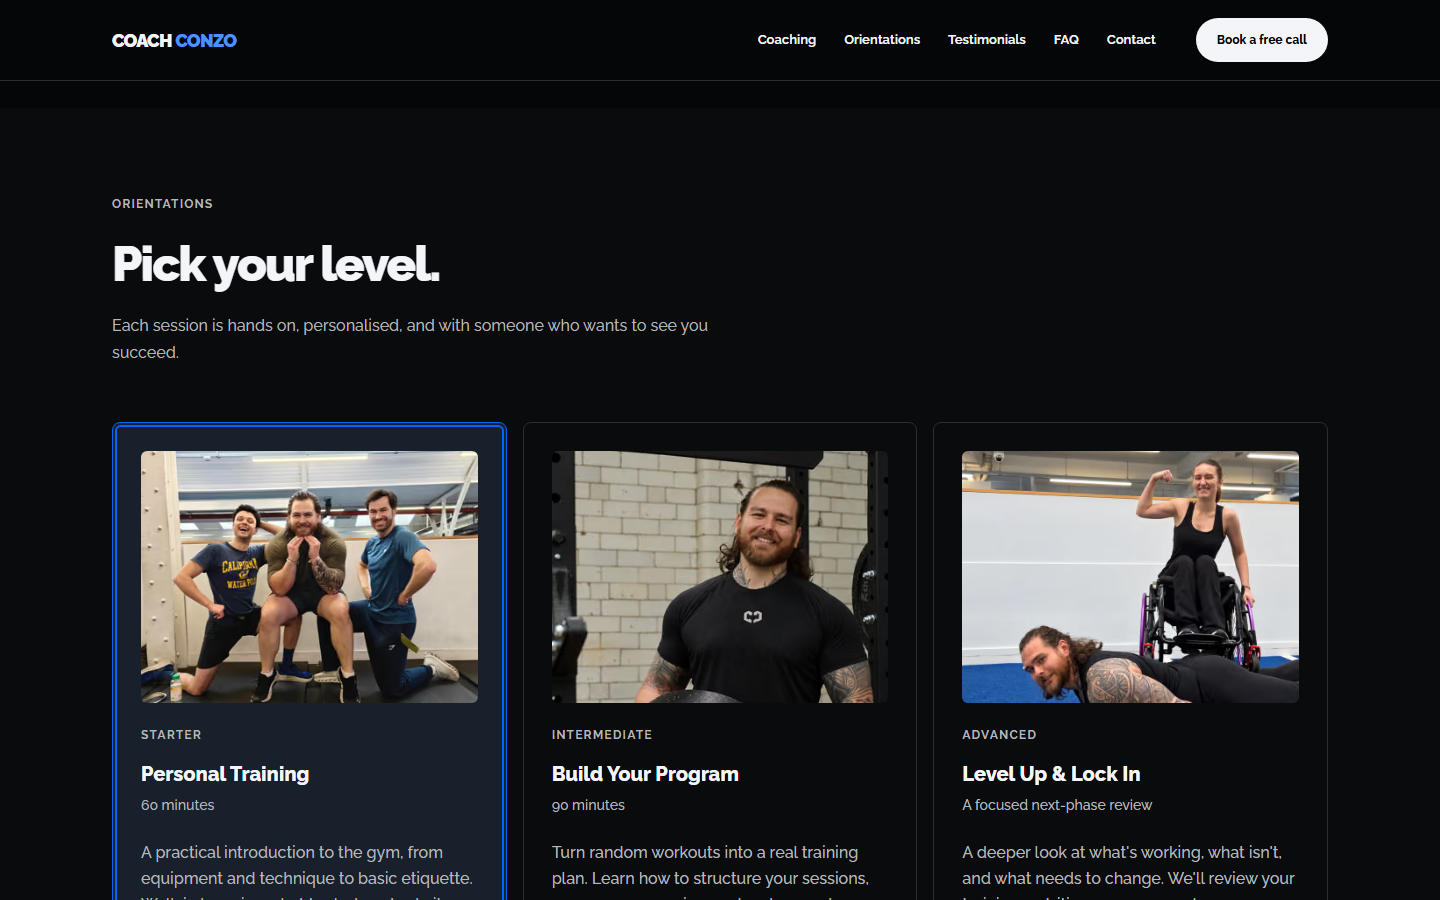 COACH CONZO
Coaching
Orientations
Testimonials
FAQ
Contact
Book a free call
ORIENTATIONS
Pick your level.
Each session is hands on, personalised, and with someone who wants to see you
succeed.
CALIFORNIA
WATER POLO
STARTER
Personal Training
60 minutes
A practical introduction to the gym, from
equipment and technique to basic etiquette.
INTERMEDIATE
Build Your Program
90 minutes
Turn random workouts into a real training
plan. Learn how to structure your sessions,
ADVANCED
Level Up & Lock In
A focused next-phase review
A deeper look at what's working, what isn't,
and what needs to change. We'll review your